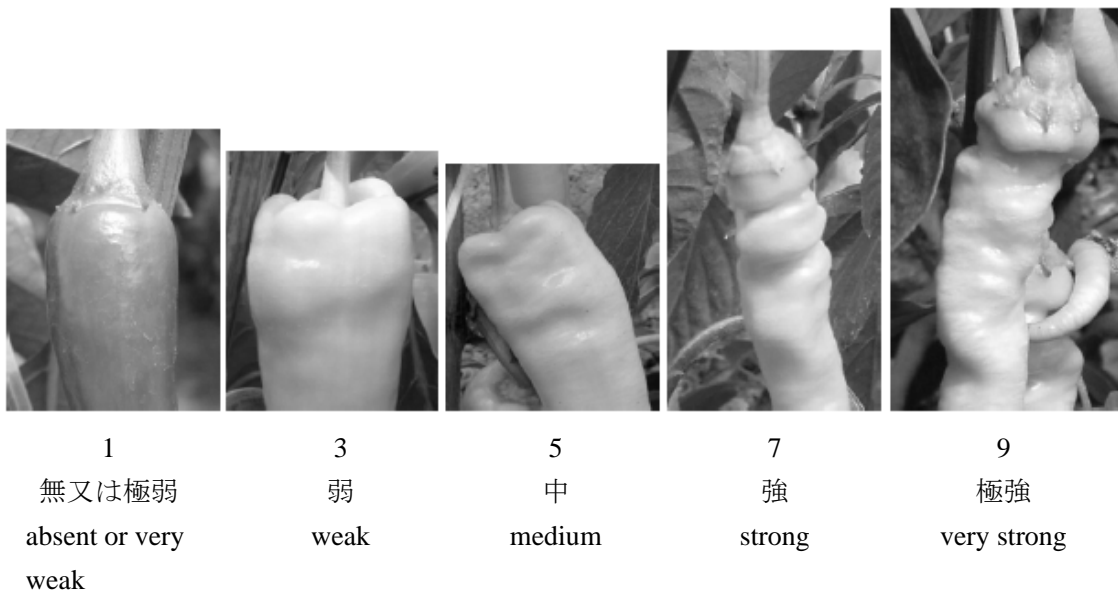 1 3 5 7 9
無又は極弱 弱 中 強 極強
absent or very weak medium strong very strong
weak